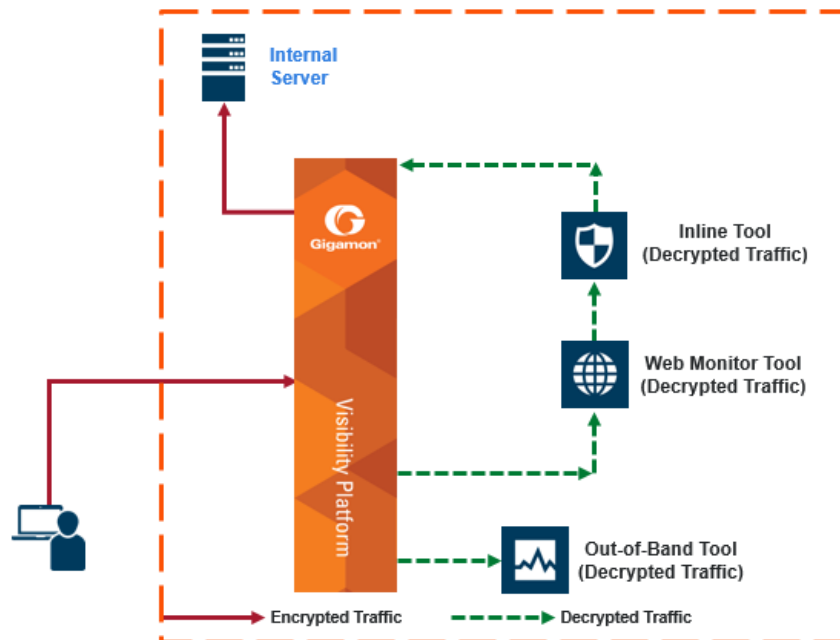 Internal
Server
Gigamon®
Inline Tool
(Decrypted Traffic)
Web Monitor Tool
(Decrypted Traffic)
Visibility Platform
Out-of-Band Tool
(Decrypted Traffic)
Encrypted Traffic
Decrypted Traffic